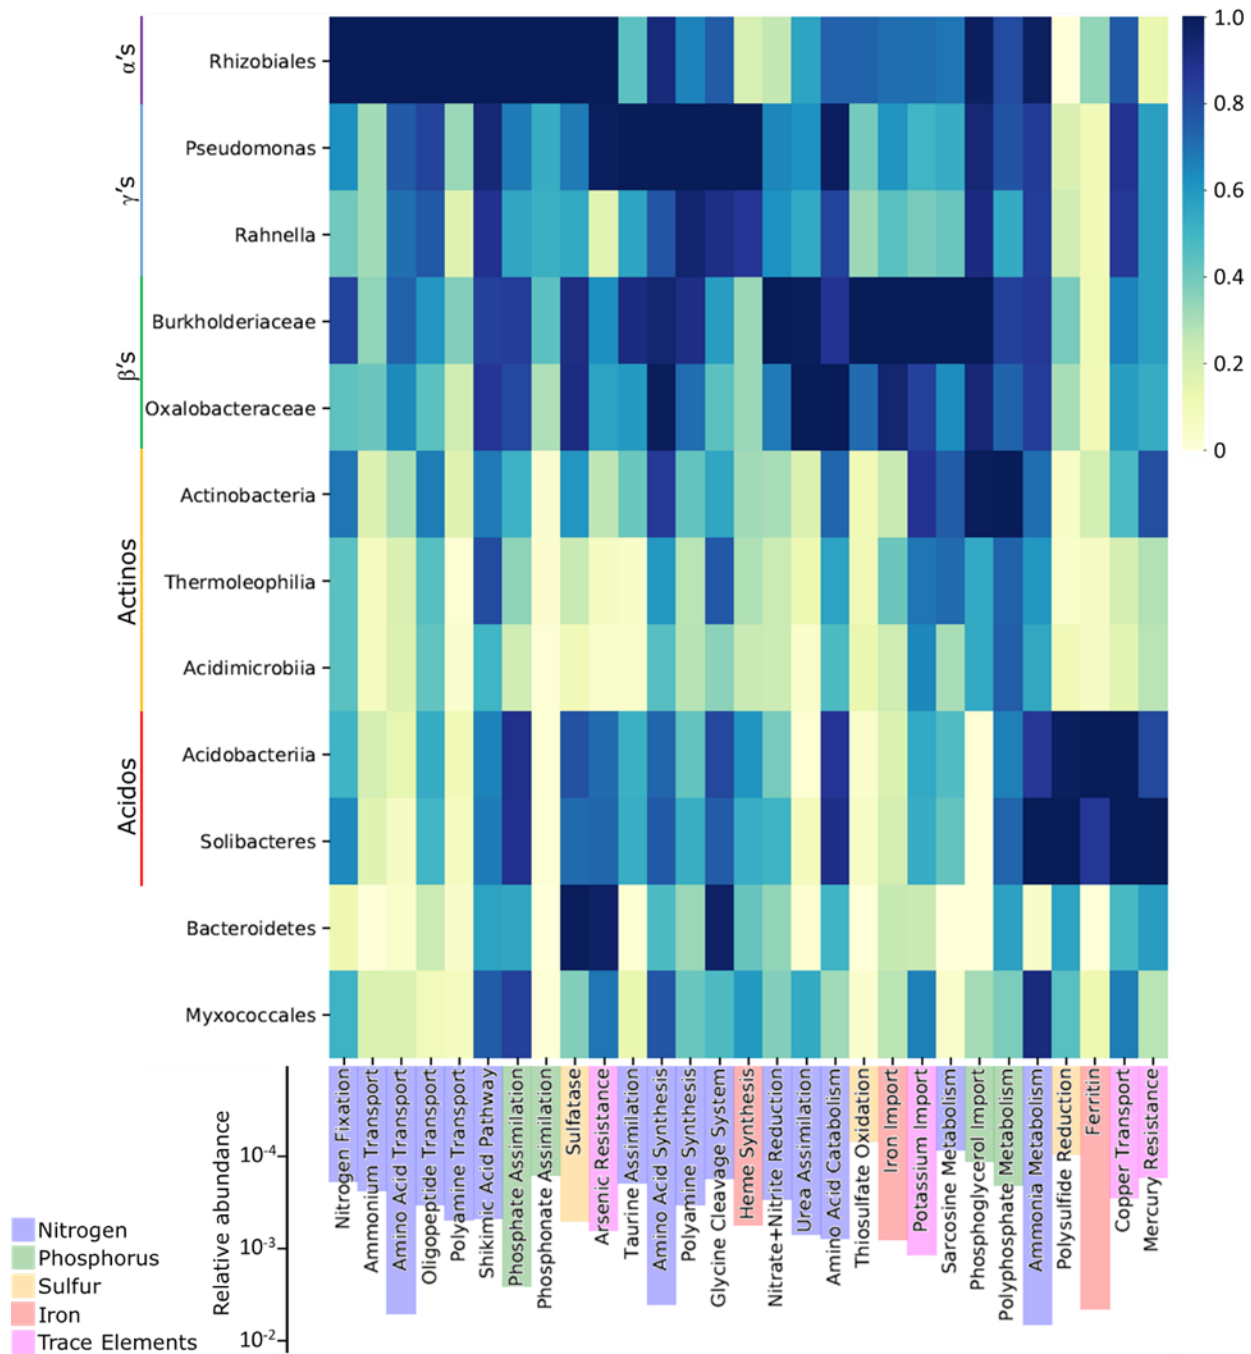 α's
γ's
β's
Actinos
Acidos
Rhizobiales
Pseudomonas
Rahnella
Burkholderiaceae
Oxalobacteraceae
Actinobacteria
Thermoleophilia
Acidimicrobiia
Acidobacteriia
Solibacteres
Bacteroidetes
Myxococcales
1.0
0.8
0.6
0.4
0.2
0
Nitrogen Fixation
Ammonium Transport
Amino Acid Transport
Oligopeptide Transport
Polyamine Transport
Shikimic Acid Pathway
Phosphate Assimilation
Phosphonate Assimilation
Sulfatase
Arsenic Resistance
Taurine Assimilation
Amino Acid Synthesis
Polyamine Synthesis
Glycine Cleavage System
Heme Synthesis
Nitrate+Nitrite Reduction
Urea Assimilation
Amino Acid Catabolism
Thiosulfate Oxidation
Iron Import
Potassium Import
Sarcosine Metabolism
Phosphoglycerol Import
Polyphosphate Metabolism
Ammonia Metabolism
Polysulfide Reduction
Ferritin
Copper Transport
Mercury Resistance
Relative abundance
10-4
10-3
10-2
Nitrogen
Phosphorus
Sulfur
Iron
Trace Elements